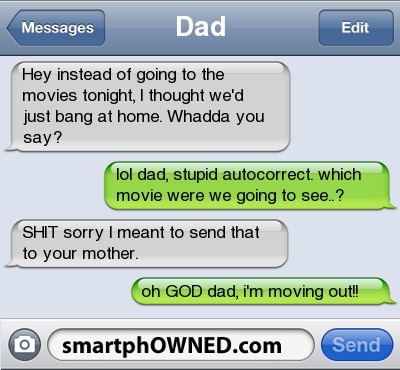 Messages
Dad
Edit
Hey instead of going to the
movies tonight, I thought we'd
just bang at home. Whadda you
say?
lol dad, stupid autocorrect. which
movie were we going to see..?
SHIT sorry I meant to send that
to your mother.
oh GOD dad, i'm moving out!!
smartphOWNED.com
Send